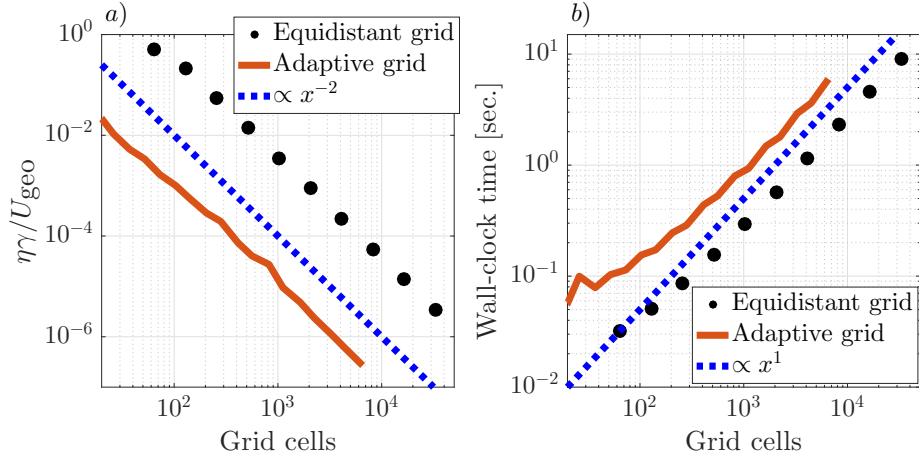 a)
10^0
10^-2
10^-4
10^-6
ηγ/U_geo
10^2
10^3
10^4
Grid cells
Equidistant grid
Adaptive grid
∝ x^-2
b)
10^1
10^0
10^-1
10^-2
Wall-clock time [sec.]
10^2
10^3
10^4
Grid cells
Equidistant grid
Adaptive grid
∝ x^1